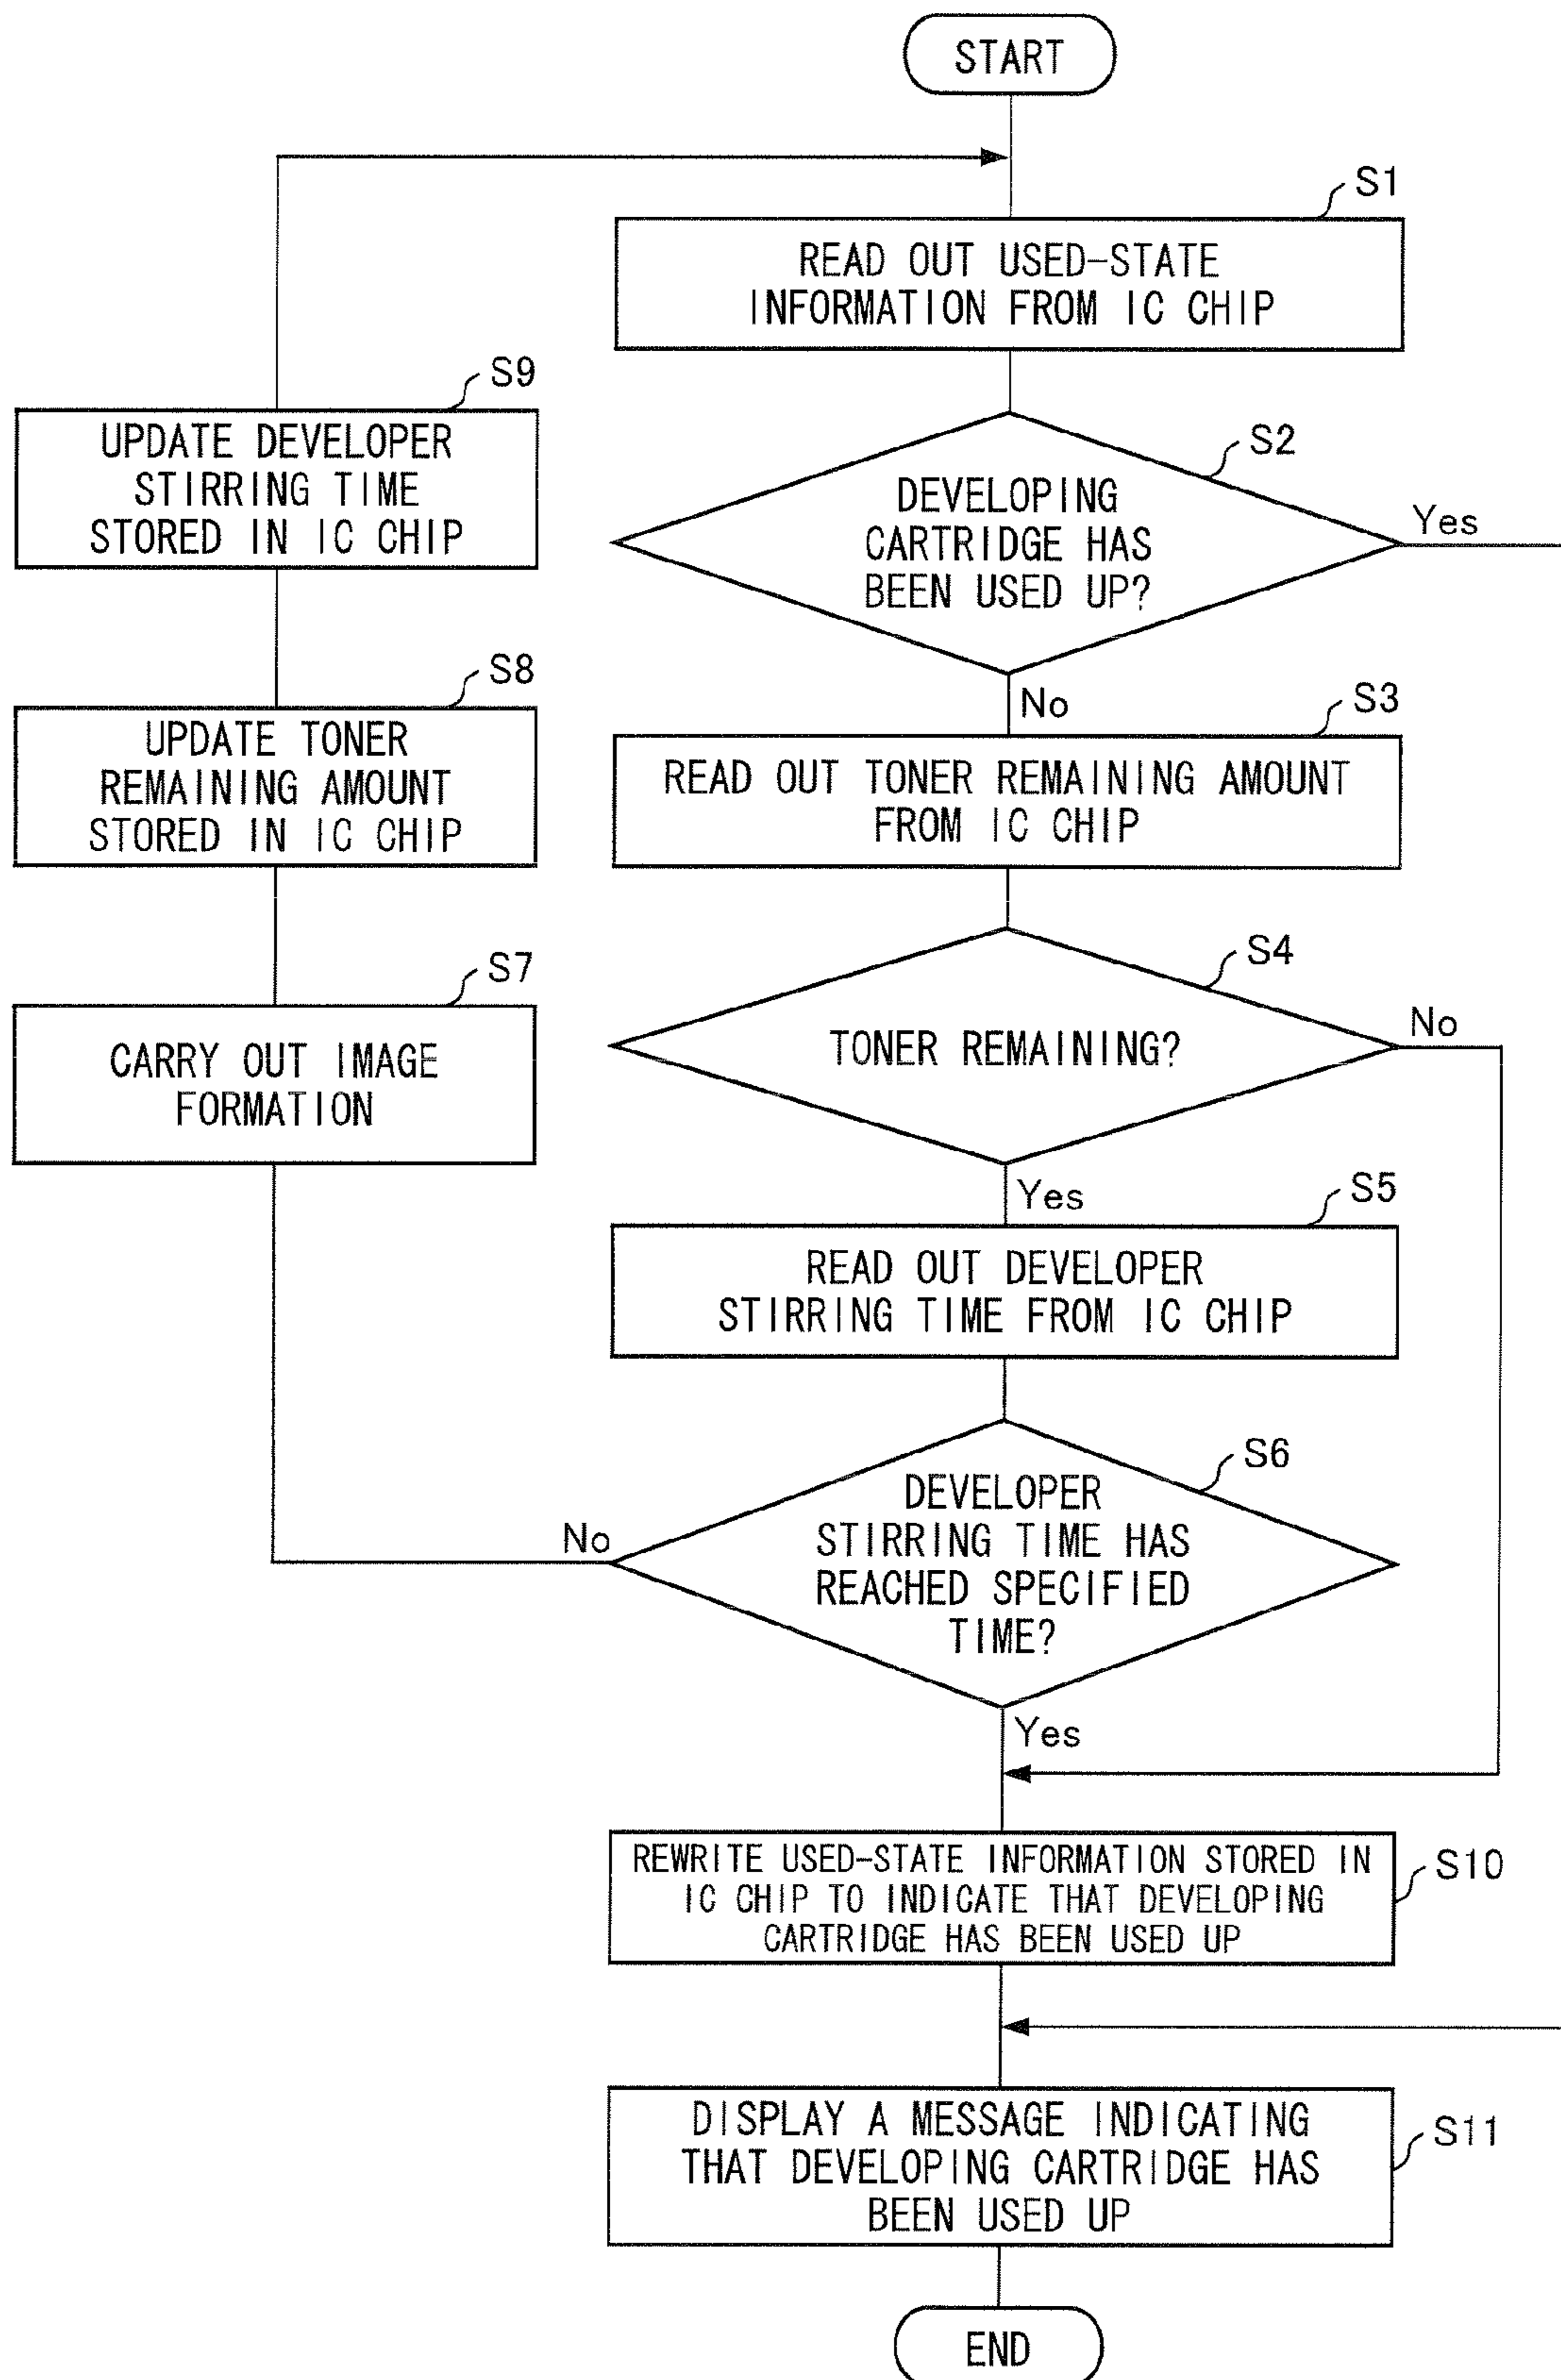 START
S1
READ OUT USED-STATE
INFORMATION FROM IC CHIP
S2
DEVELOPING
CARTRIDGE HAS
BEEN USED UP?
Yes
No
S3
READ OUT TONER REMAINING AMOUNT
FROM IC CHIP
S4
TONER REMAINING?
No
Yes
S5
READ OUT DEVELOPER
STIRRING TIME FROM IC CHIP
S6
DEVELOPER
STIRRING TIME HAS
REACHED SPECIFIED
TIME?
No
Yes
S7
CARRY OUT IMAGE
FORMATION
S8
UPDATE TONER
REMAINING AMOUNT
STORED IN IC CHIP
S9
UPDATE DEVELOPER
STIRRING TIME
STORED IN IC CHIP
REWRITE USED-STATE INFORMATION STORED IN
IC CHIP TO INDICATE THAT DEVELOPING
CARTRIDGE HAS BEEN USED UP
S10
DISPLAY A MESSAGE INDICATING
THAT DEVELOPING CARTRIDGE HAS
BEEN USED UP
S11
END